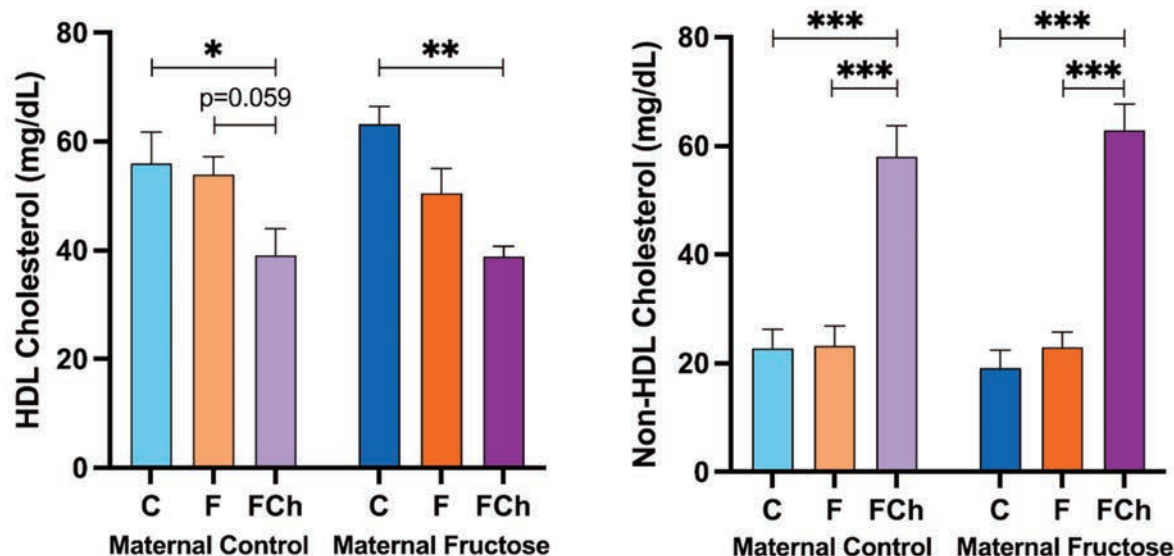 HDL Cholesterol (mg/dL)
80
60
40
20
0
*
p=0.059
**
C F FCh C F FCh
Maternal Control Maternal Fructose
Non-HDL Cholesterol (mg/dL)
80
60
40
20
0
*** ***
*** ***
C F FCh C F FCh
Maternal Control Maternal Fructose